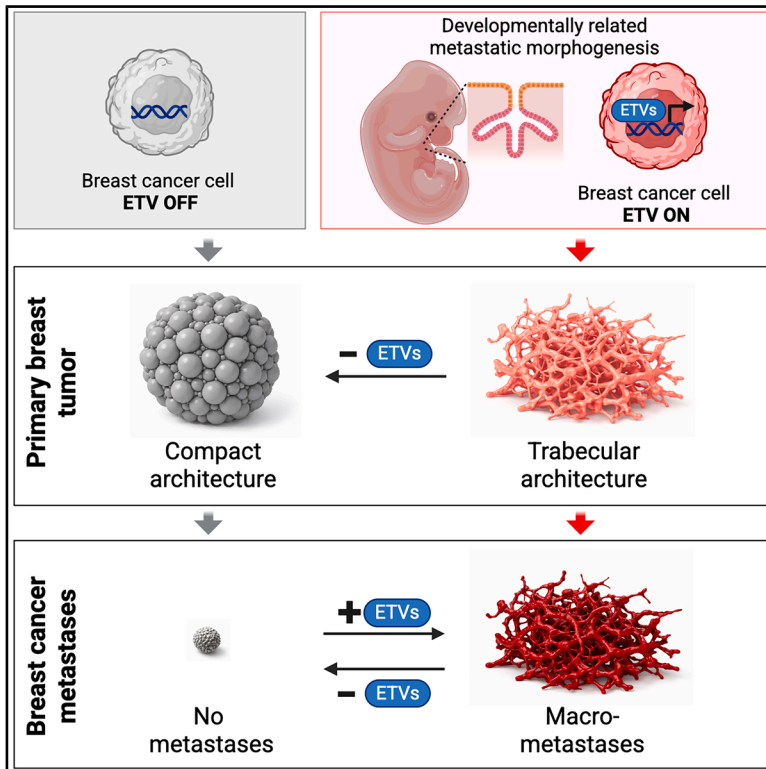 Developmentally related
metastatic morphogenesis
ETVs
Breast cancer cell
ETV OFF
Breast cancer cell
ETV ON
Primary breast
tumor
- ETVs
Compact
architecture
Trabecular
architecture
Breast cancer
metastases
+ ETVs
- ETVs
No
metastases
Macro-
metastases